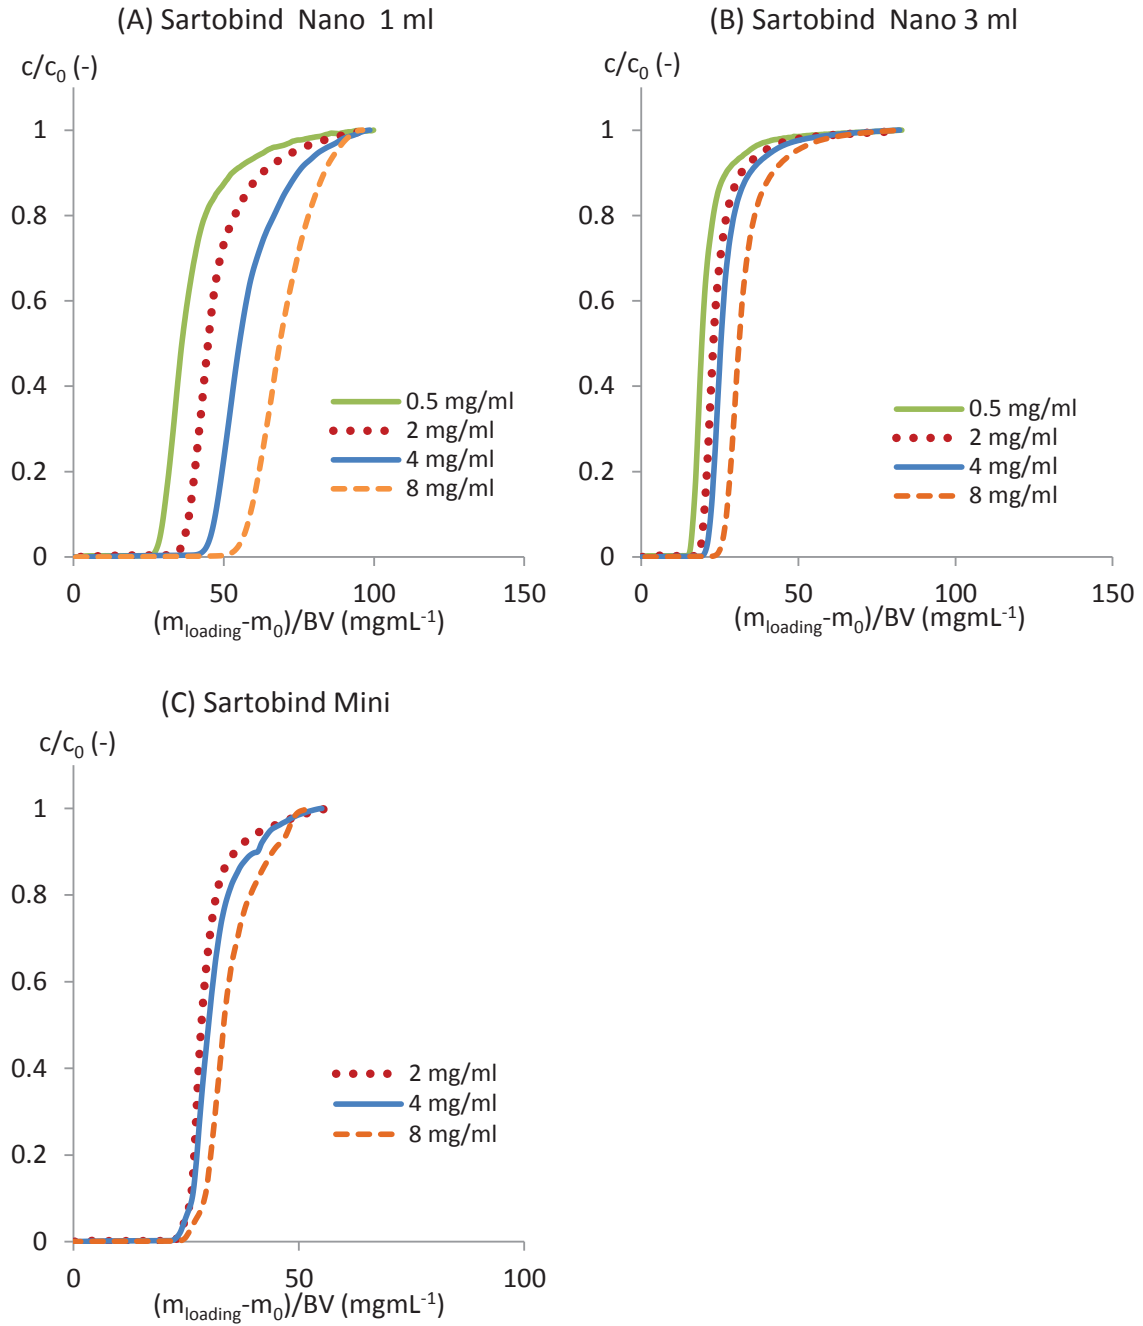 (A) Sartobind Nano 1 ml
c/c0 (-)
1
0.8
0.6
0.4
0.2
0
0.5 mg/ml
2 mg/ml
4 mg/ml
8 mg/ml
0 50 100 150
(mloading-m0)/BV (mgmL-1)
(B) Sartobind Nano 3 ml
c/c0 (-)
1
0.8
0.6
0.4
0.2
0
0.5 mg/ml
2 mg/ml
4 mg/ml
8 mg/ml
0 50 100 150
(mloading-m0)/BV (mgmL-1)
(C) Sartobind Mini
c/c0 (-)
1
0.8
0.6
0.4
0.2
0
2 mg/ml
4 mg/ml
8 mg/ml
0 50 100
(mloading-m0)/BV (mgmL-1)